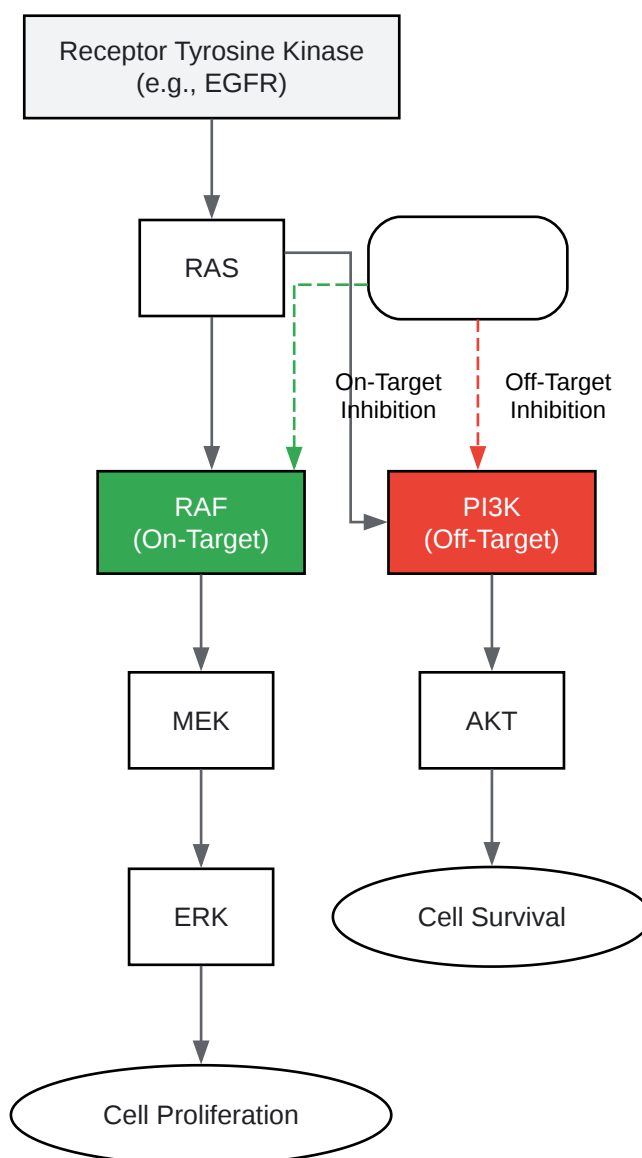 Receptor Tyrosine Kinase
(e.g., EGFR)
RAS
On-Target
Inhibition
Off-Target
Inhibition
RAF
(On-Target)
PI3K
(Off-Target)
MEK
AKT
ERK
Cell Survival
Cell Proliferation